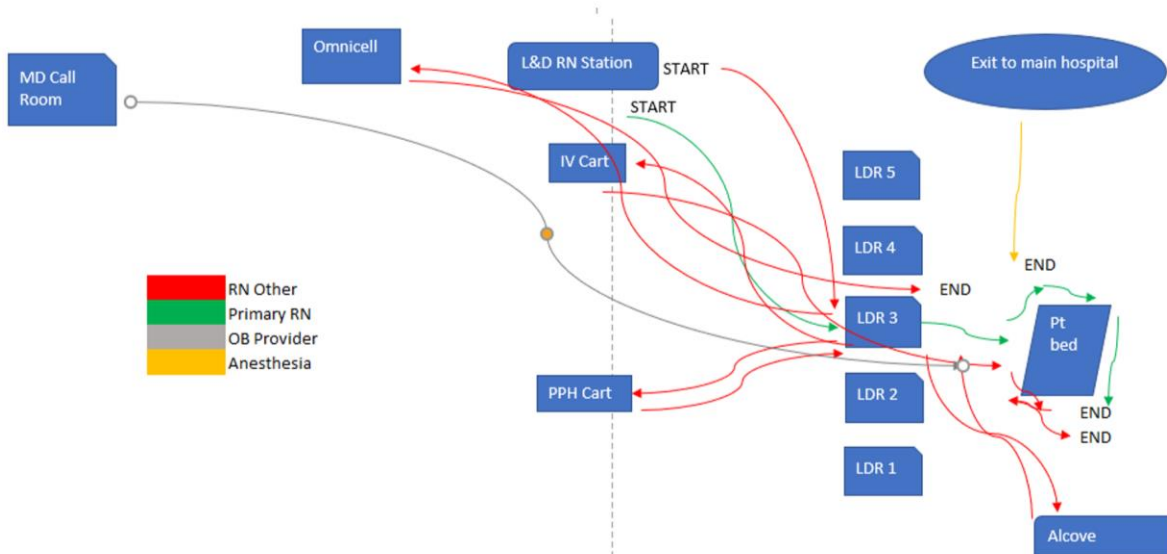 MD Call
Room
Omnicell
L&D RN Station
START
START
Exit to main hospital
IV Cart
LDR 5
LDR 4
END
END
RN Other
Primary RN
OB Provider
Anesthesia
LDR 3
Pt
bed
PPH Cart
LDR 2
END
END
LDR 1
Alcove